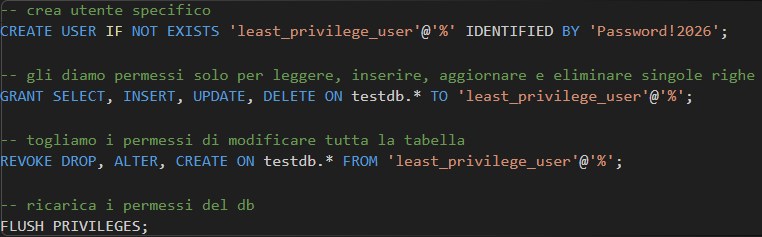 -- crea utente specifico
CREATE USER IF NOT EXISTS 'least_privilege_user'@'%' IDENTIFIED BY 'Password!2026';
-- gli diamo permessi solo per leggere, inserire, aggiornare e eliminare singole righe
GRANT SELECT, INSERT, UPDATE, DELETE ON testdb.* TO 'least_privilege_user'@'%';
-- togliamo i permessi di modificare tutta la tabella
REVOKE DROP, ALTER, CREATE ON testdb.* FROM 'least_privilege_user'@'%';
-- ricarica i permessi del db
FLUSH PRIVILEGES;